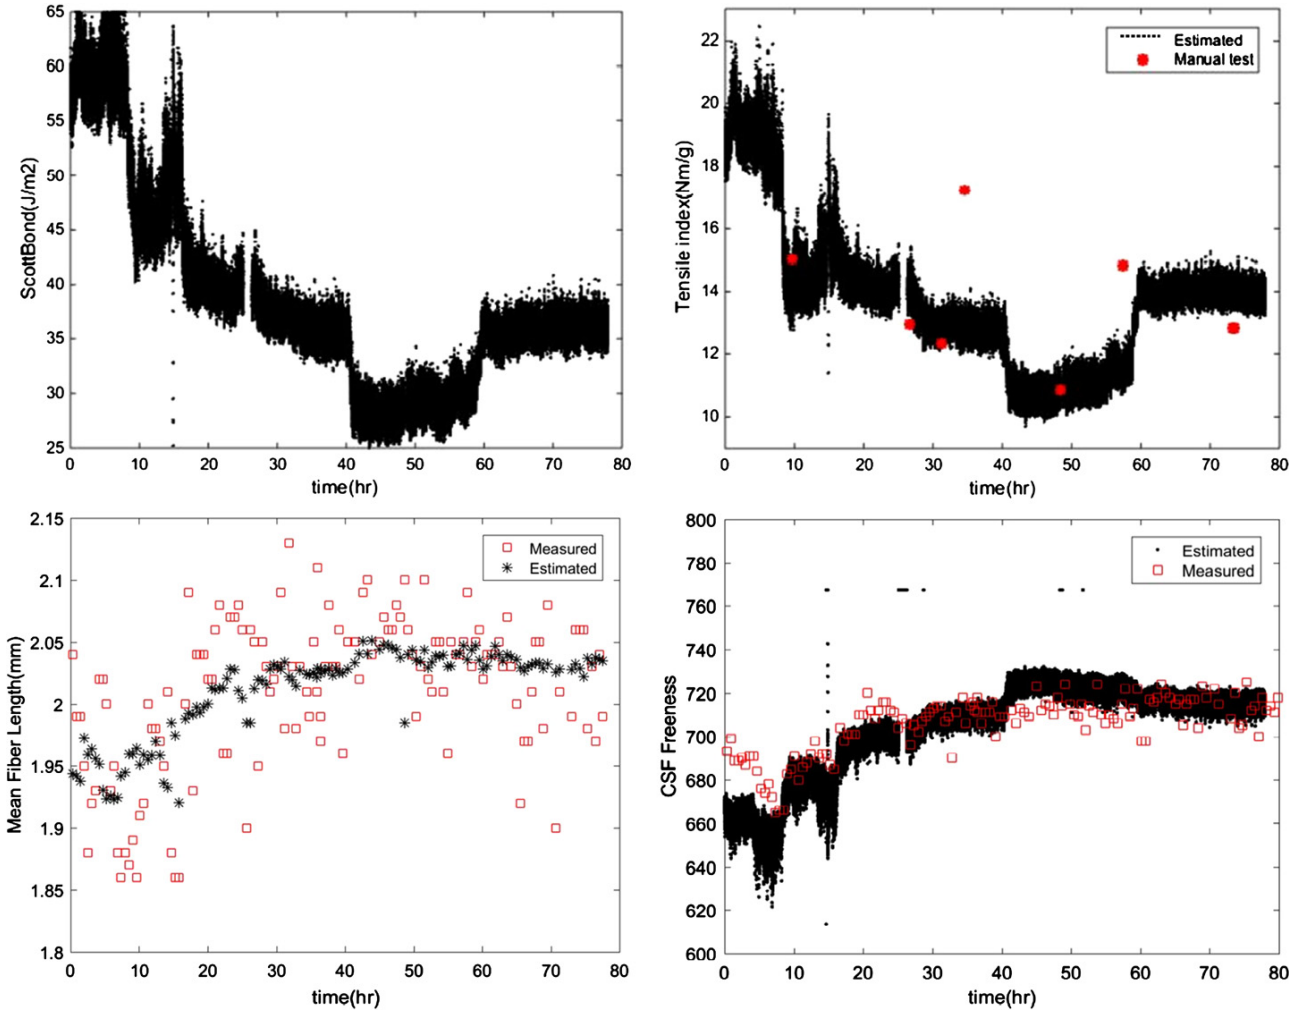 65
60
55
50
45
40
35
30
25
ScottBond(J/m2)
0 10 20 30 40 50 60 70 80
time(hr)
22
20
18
16
14
12
10
Tensile index(Nm/g)
Estimated
Manual test
0 10 20 30 40 50 60 70 80
time(hr)
2.15
2.1
2.05
2
1.95
1.9
1.85
1.8
Mean Fiber Length(mm)
Measured
Estimated
0 10 20 30 40 50 60 70 80
time(hr)
800
780
760
740
720
700
680
660
640
620
600
CSF Freeness
Estimated
Measured
0 10 20 30 40 50 60 70 80
time(hr)